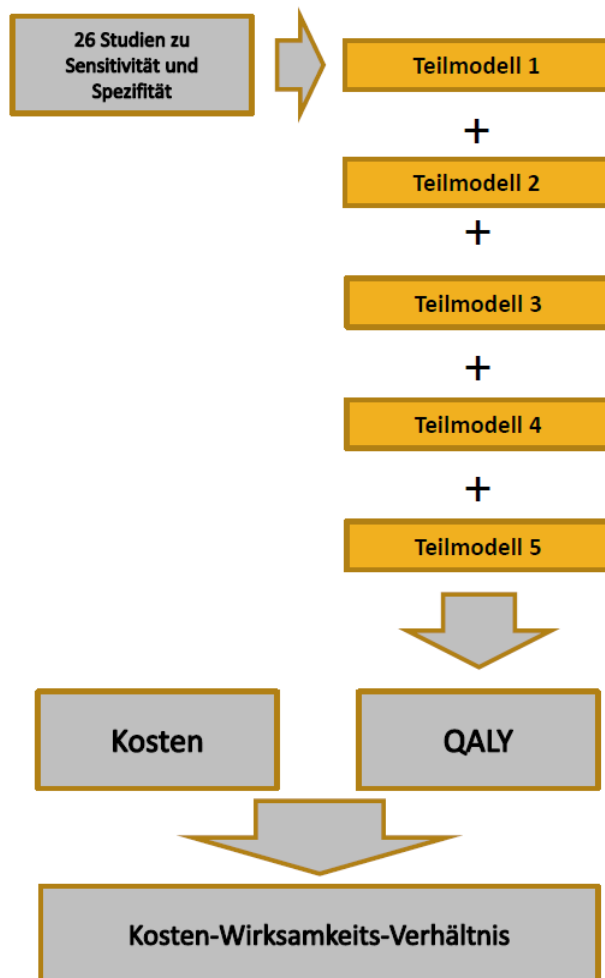 26 Studien zu
Sensitivität und
Spezifität
Teilmodell 1
+
Teilmodell 2
+
Teilmodell 3
+
Teilmodell 4
+
Teilmodell 5
Kosten
QALY
Kosten-Wirksamkeits-Verhältnis